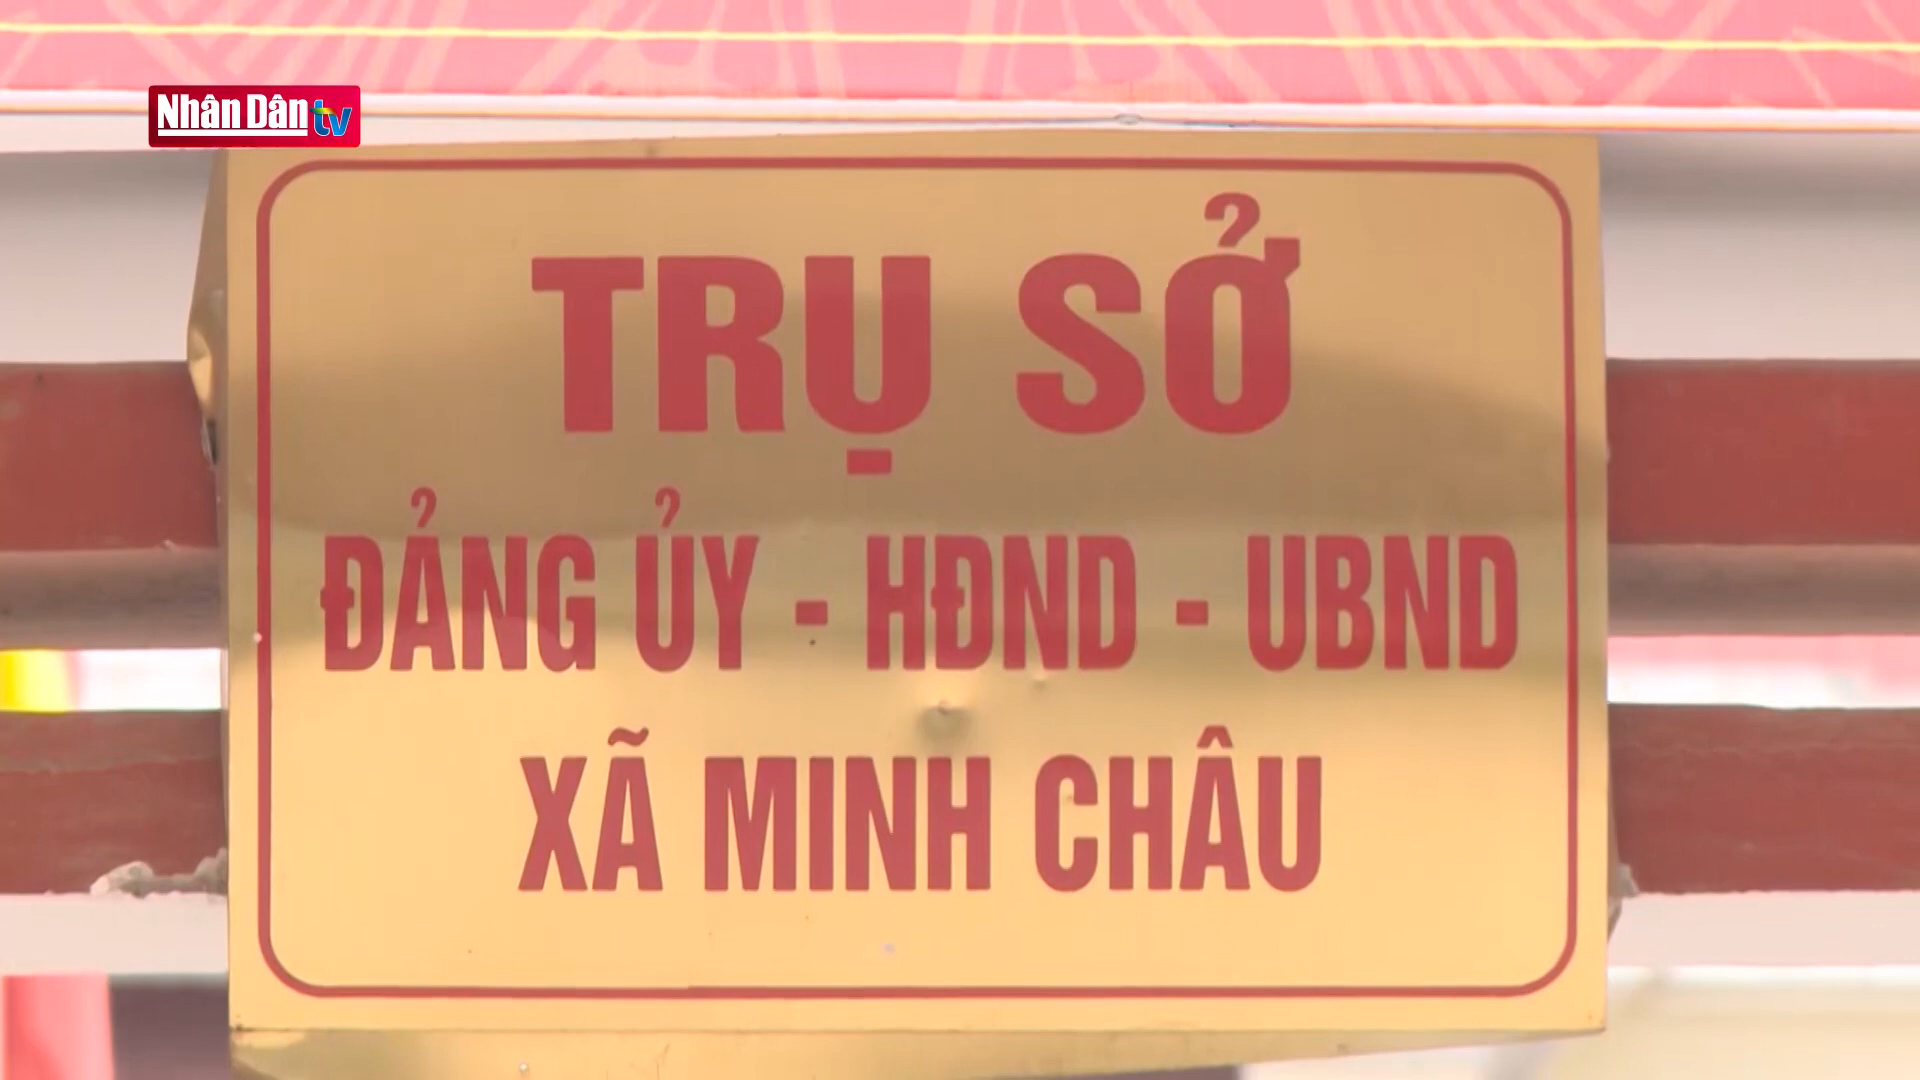 Nhân Dân tv
TRỤ SỞ
ĐẢNG ỦY - HĐND - UBND
XÃ MINH CHÂU